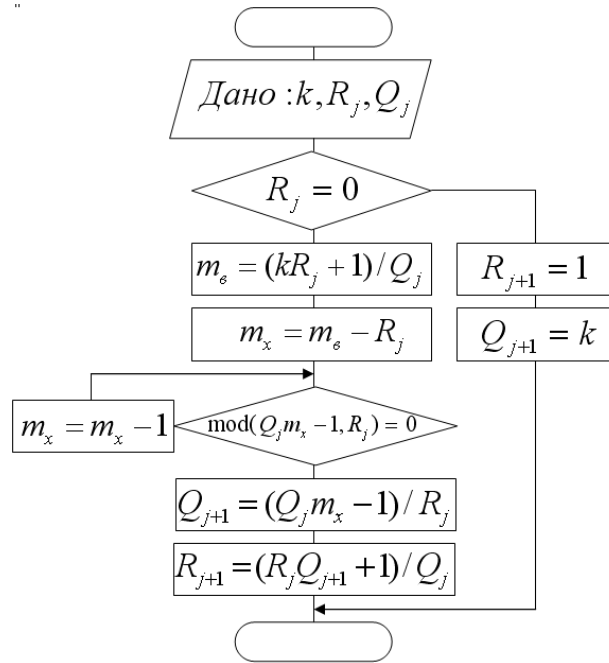 "
Дано : k, R_j, Q_j
R_j = 0
m_в = (kR_j + 1) / Q_j
R_{j+1} = 1
m_x = m_в − R_j
Q_{j+1} = k
m_x = m_x − 1
mod(Q_j m_x − 1, R_j) = 0
Q_{j+1} = (Q_j m_x − 1) / R_j
R_{j+1} = (R_j Q_{j+1} + 1) / Q_j